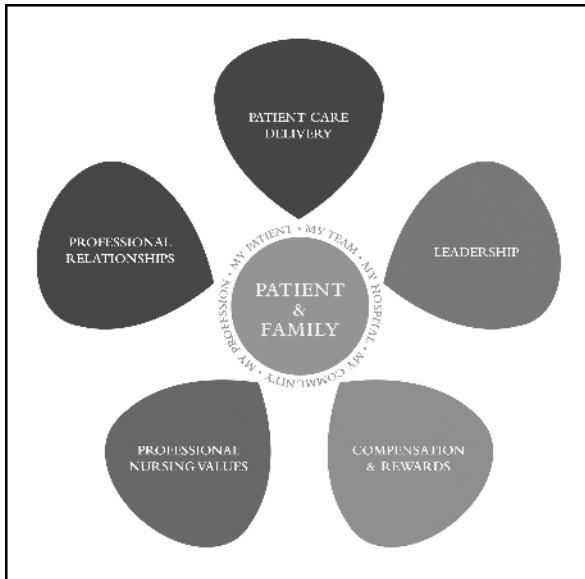 PATIENT CARE
DELIVERY
PROFESSIONAL
RELATIONSHIPS
LEADERSHIP
MY PATIENT • MY TEAM • MY HOSPITAL • MY COMMUNITY • MY PROFESSION •
PATIENT
&
FAMILY
PROFESSIONAL
NURSING VALUES
COMPENSATION
& REWARDS